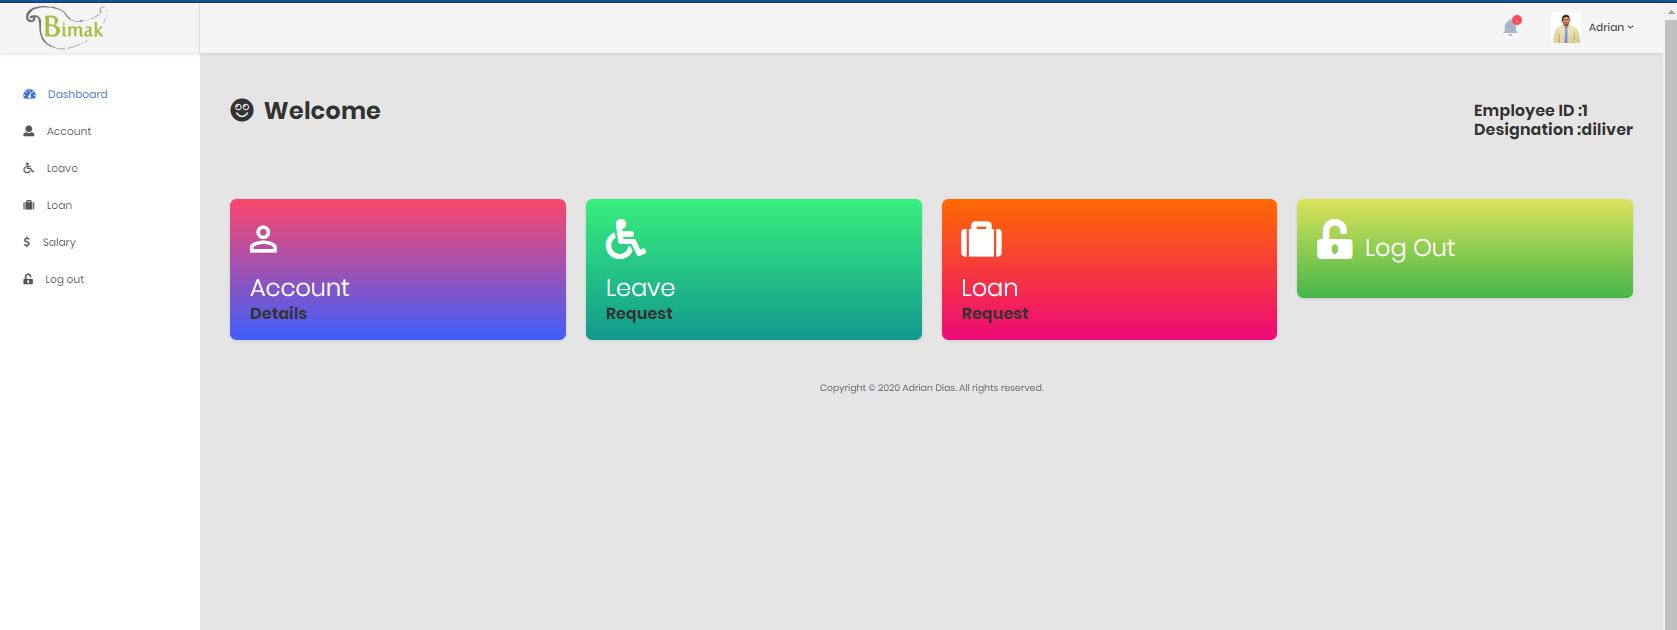 Bimak
Adrian
Dashboard
Account
Leave
Loan
Salary
Log out
Welcome
Employee ID :1
Designation :diliver
Account
Details
Leave
Request
Loan
Request
Log Out
Copyright © 2020 Adrian Dias. All rights reserved.